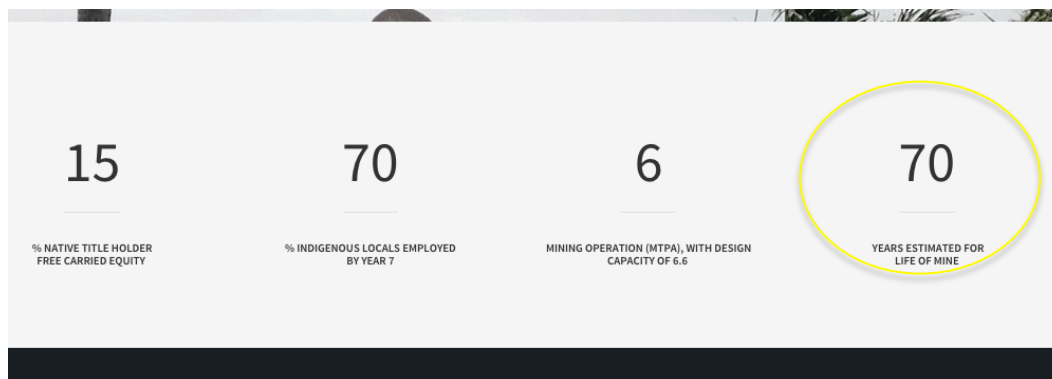 15
% NATIVE TITLE HOLDER
FREE CARRIED EQUITY
70
% INDIGENOUS LOCALS EMPLOYED
BY YEAR 7
6
MINING OPERATION (MTPA), WITH DESIGN
CAPACITY OF 6.6
70
YEARS ESTIMATED FOR
LIFE OF MINE